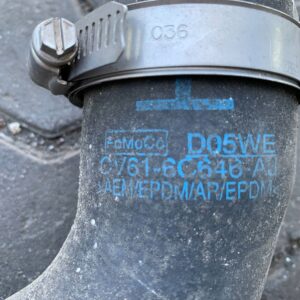 036
FoMoCo D05WE
CV61-6C646-AJ
>AEM/EPDM/AR/EPDM<